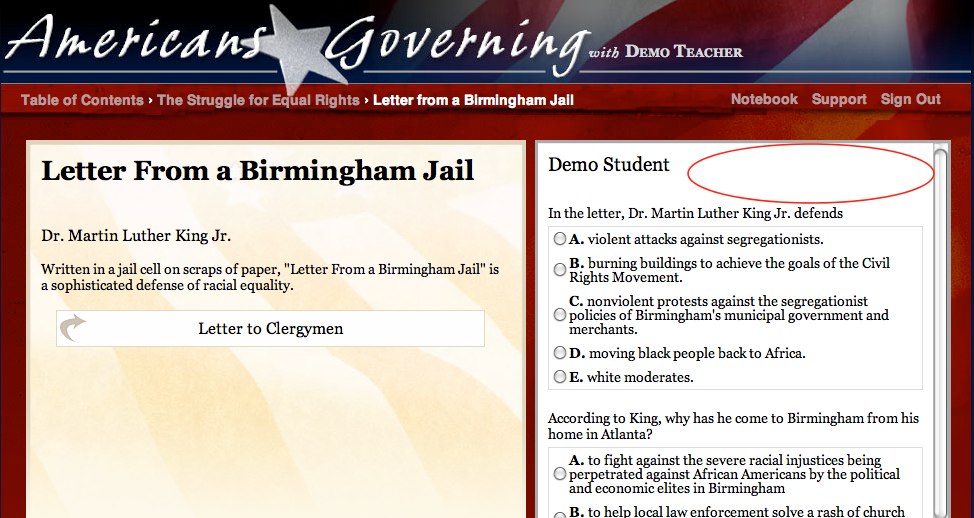 Americans Governing with DEMO TEACHER
Table of Contents › The Struggle for Equal Rights › Letter from a Birmingham Jail
Notebook Support Sign Out
Letter From a Birmingham Jail
Dr. Martin Luther King Jr.
Written in a jail cell on scraps of paper, "Letter From a Birmingham Jail" is
a sophisticated defense of racial equality.
Letter to Clergymen
Demo Student
In the letter, Dr. Martin Luther King Jr. defends
A. violent attacks against segregationists.
B. burning buildings to achieve the goals of the Civil
Rights Movement.
C. nonviolent protests against the segregationist
policies of Birmingham's municipal government and
merchants.
D. moving black people back to Africa.
E. white moderates.
According to King, why has he come to Birmingham from his
home in Atlanta?
A. to fight against the severe racial injustices being
perpetrated against African Americans by the political
and economic elites in Birmingham
B. to help local law enforcement solve a rash of church